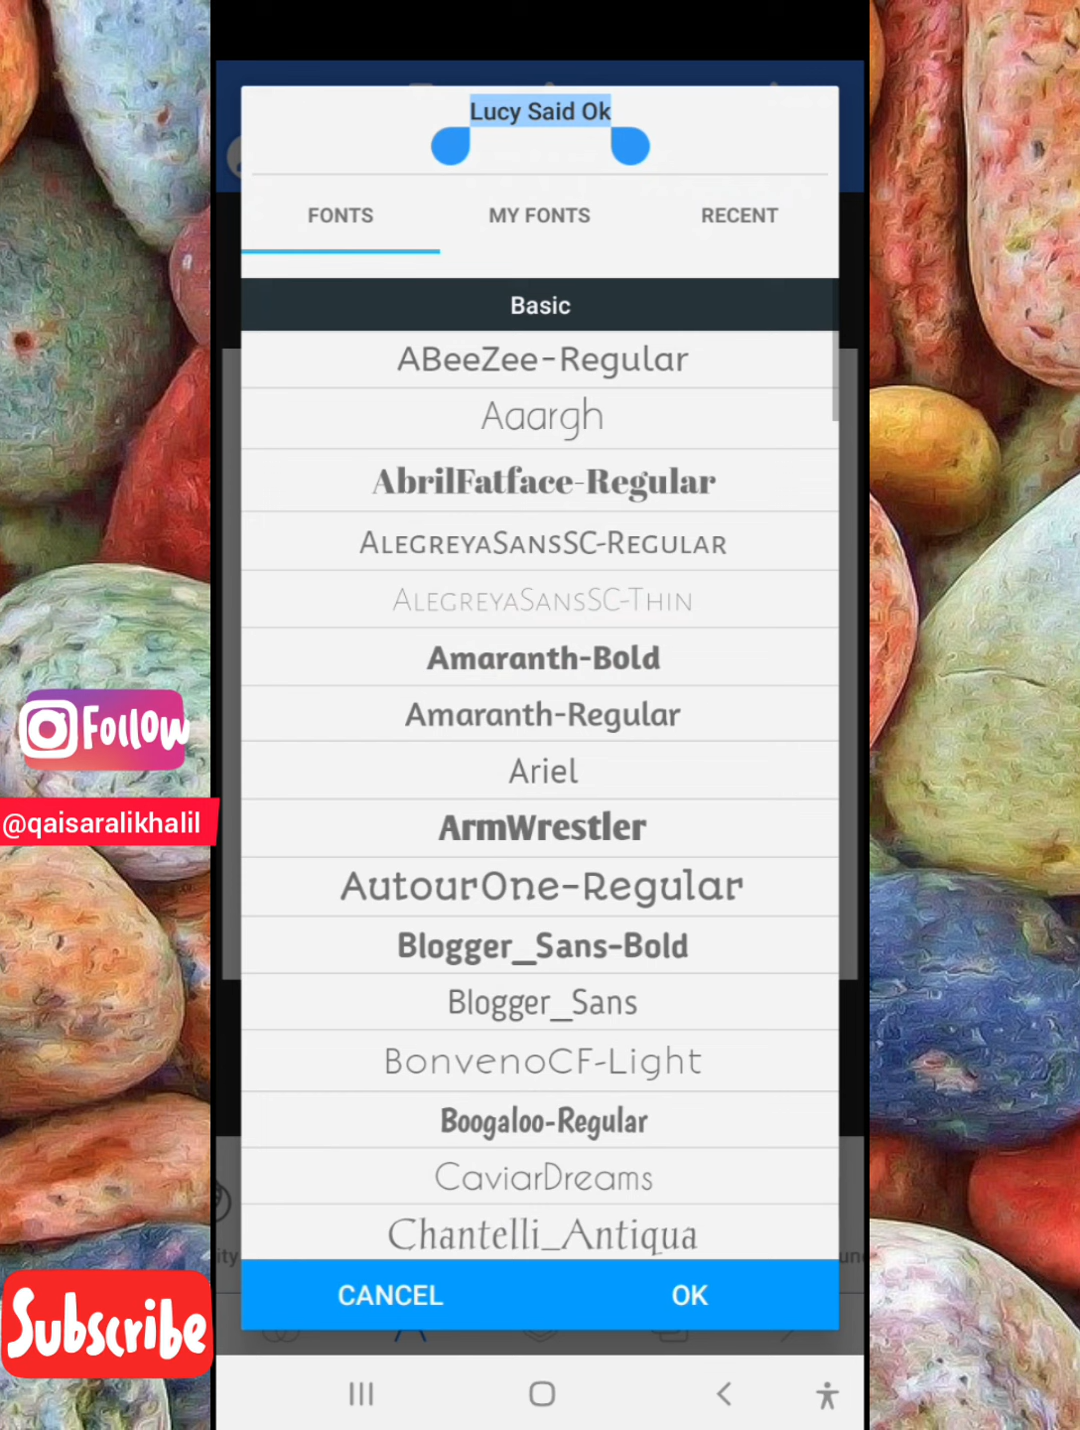 Lucy Said Ok
FONTS MY FONTS RECENT
Basic
ABeeZee-Regular
Aaargh
AbrilFatface-Regular
AlegreyaSansSC-Regular
AlegreyaSansSC-Thin
Amaranth-Bold
Amaranth-Regular
Follow
Ariel
@qaisaralikhalil
ArmWrestler
AutourOne-Regular
Blogger_Sans-Bold
Blogger_Sans
BonvenoCF-Light
Boogaloo-Regular
CaviarDreams
Chantelli_Antiqua
ity
CANCEL OK
Subscribe